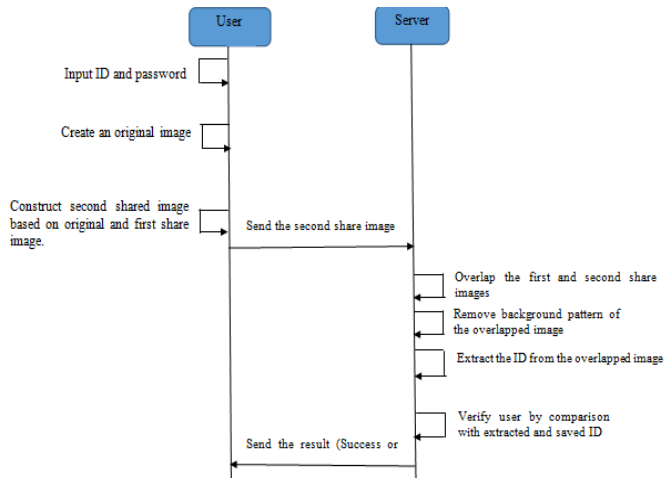 User
Server
Input ID and password
Create an original image
Construct second shared image
based on original and first share
image.
Send the second share image
Overlap the first and second share
images
Remove background pattern of
the overlapped image
Extract the ID from the overlapped image
Verify user by comparison
with extracted and saved ID
Send the result (Success or